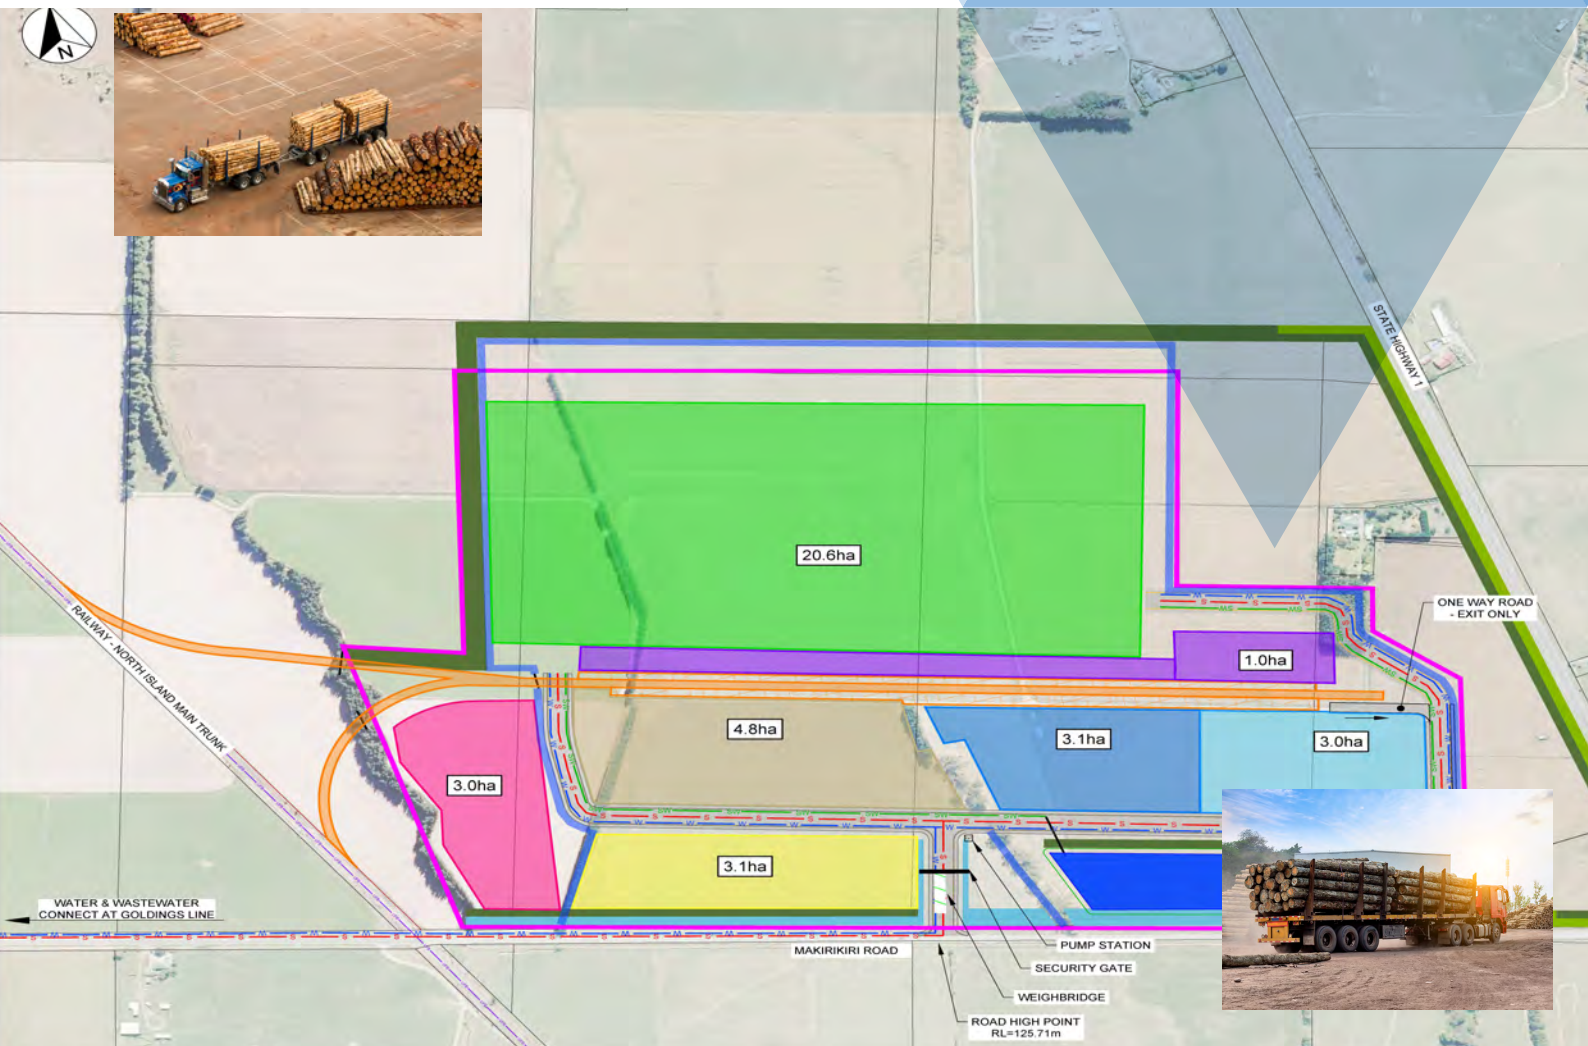 N
STATE HIGHWAY 1
20.6ha
ONE WAY ROAD
- EXIT ONLY
RAILWAY - NORTH ISLAND MAIN TRUNK
1.0ha
4.8ha
3.1ha
3.0ha
3.0ha
3.1ha
WATER & WASTEWATER
CONNECT AT GOLDINGS LINE
MAKIRIKIRI ROAD
PUMP STATION
SECURITY GATE
WEIGHBRIDGE
ROAD HIGH POINT
RL=125.71m